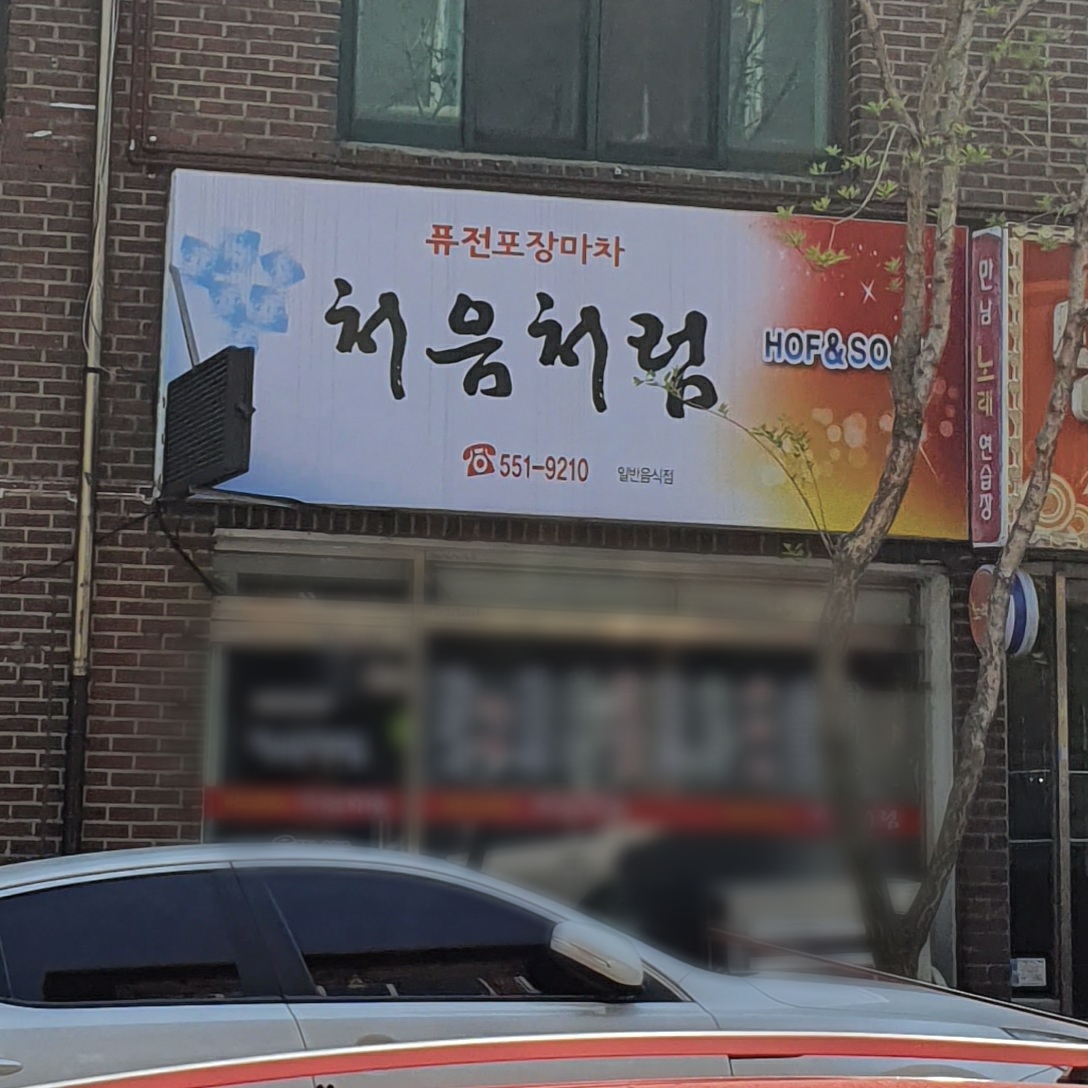 퓨전포장마차
처음처럼
HOF&SO
551-9210 일반음식점
만남 노래 연습장